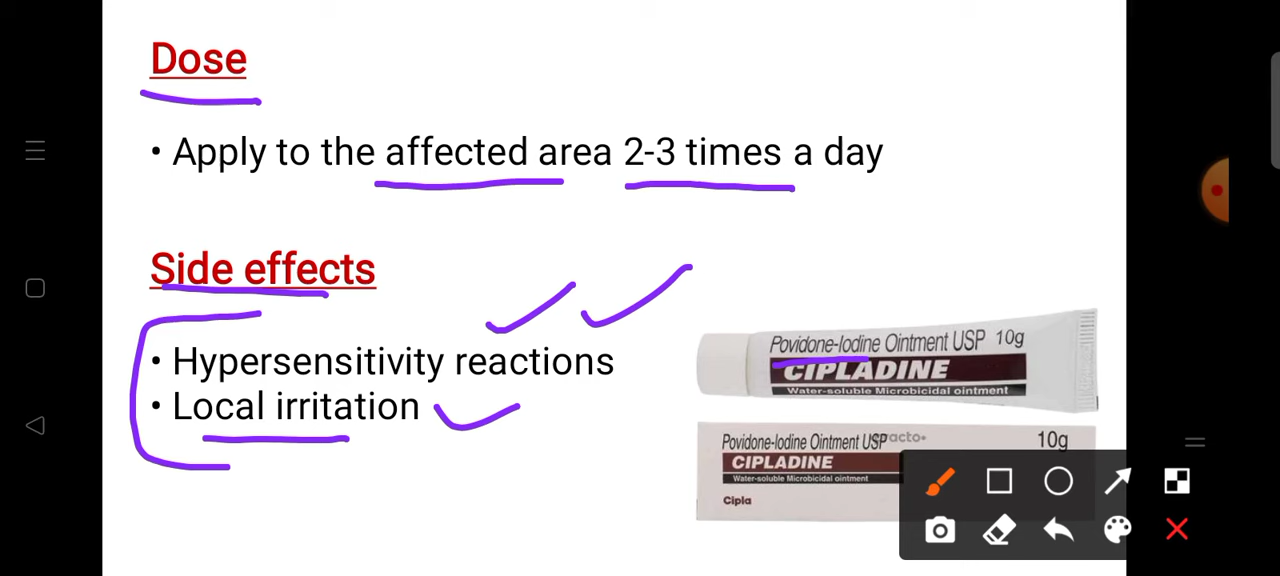 Dose
• Apply to the affected area 2-3 times a day
Side effects
• Hypersensitivity reactions
• Local irritation
Povidone-Iodine Ointment USP 10g
CIPLADINE
Water-soluble Microbicidal ointment
Povidone-Iodine Ointment USP 10g
CIPLADINE
Water-soluble Microbicidal ointment
Cipla